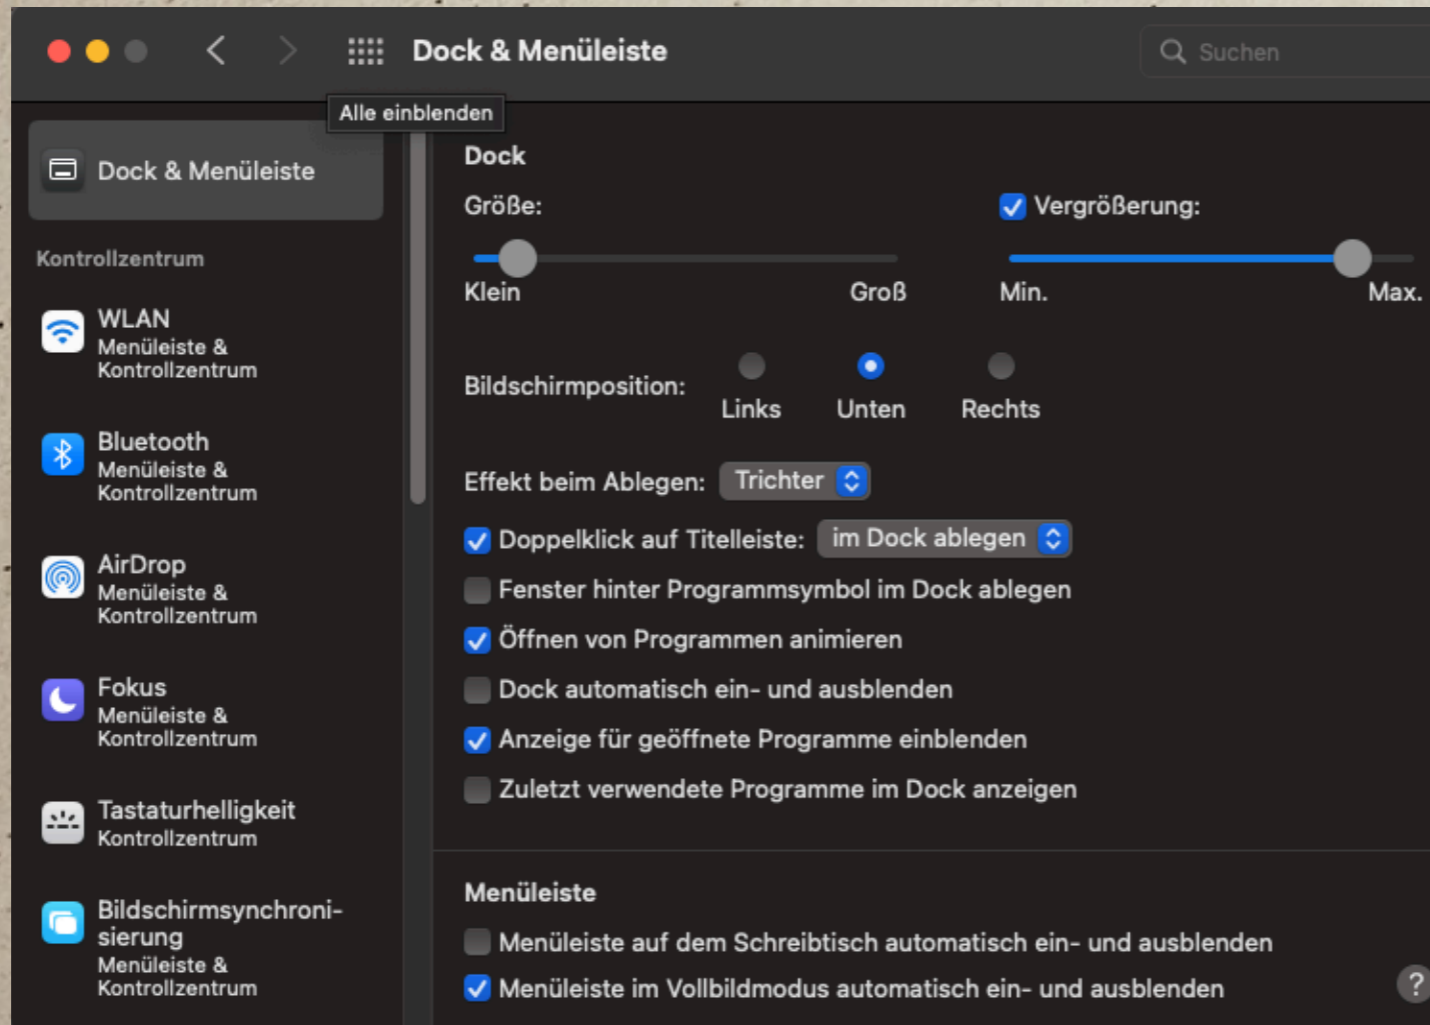 Dock & Menüleiste
Suchen
Alle einblenden
Dock & Menüleiste
Kontrollzentrum
WLAN
Menüleiste &
Kontrollzentrum
Bluetooth
Menüleiste &
Kontrollzentrum
AirDrop
Menüleiste &
Kontrollzentrum
Fokus
Menüleiste &
Kontrollzentrum
Tastaturhelligkeit
Kontrollzentrum
Bildschirmsynchroni-
sierung
Menüleiste &
Kontrollzentrum
Dock
Größe:
Vergrößerung:
Klein Groß
Min. Max.
Bildschirmposition:
Links Unten Rechts
Effekt beim Ablegen: Trichter
Doppelklick auf Titelleiste: im Dock ablegen
Fenster hinter Programmsymbol im Dock ablegen
Öffnen von Programmen animieren
Dock automatisch ein- und ausblenden
Anzeige für geöffnete Programme einblenden
Zuletzt verwendete Programme im Dock anzeigen
Menüleiste
Menüleiste auf dem Schreibtisch automatisch ein- und ausblenden
Menüleiste im Vollbildmodus automatisch ein- und ausblenden
?